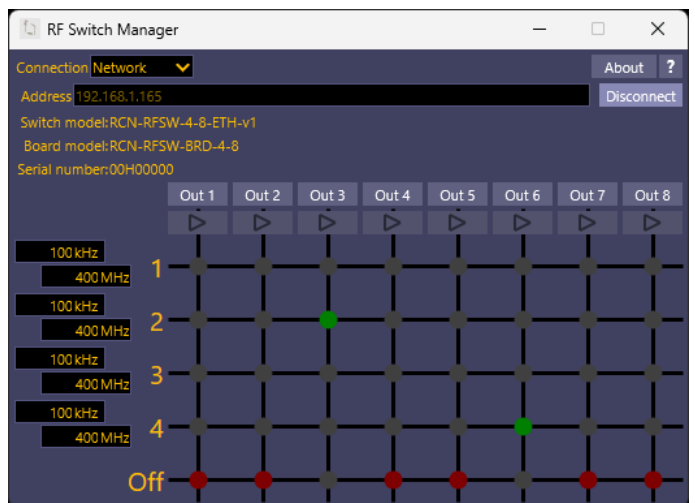 RF Switch Manager
Connection Network About ?
Address 192.168.1.165 Disconnect
Switch model:RCN-RFSW-4-8-ETH-v1
Board model:RCN-RFSW-BRD-4-8
Serial number:00H00000
Out 1 Out 2 Out 3 Out 4 Out 5 Out 6 Out 7 Out 8
100 kHz
400 MHz
1
100 kHz
400 MHz
2
100 kHz
400 MHz
3
100 kHz
400 MHz
4
Off